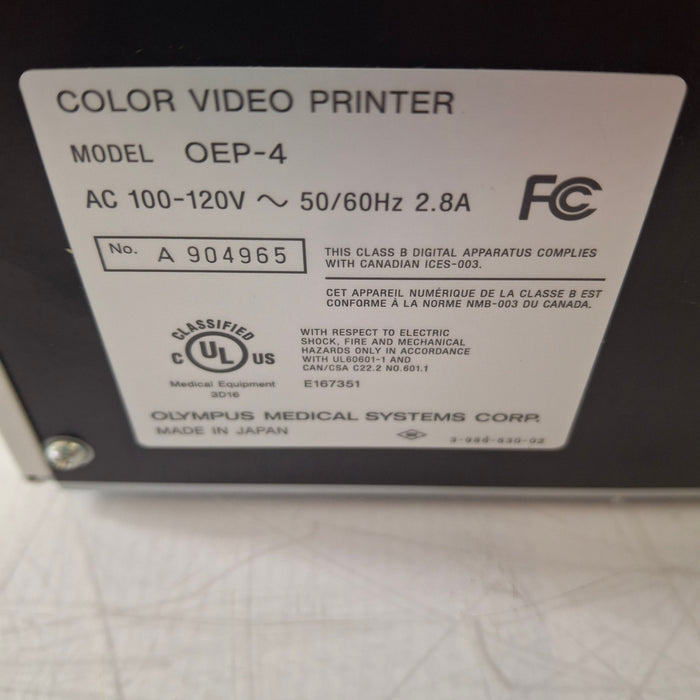 COLOR VIDEO PRINTER
MODEL OEP-4
AC 100-120V ～ 50/60Hz 2.8A
FC
No. A 904965
THIS CLASS B DIGITAL APPARATUS COMPLIES
WITH CANADIAN ICES-003.
CET APPAREIL NUMÉRIQUE DE LA CLASSE B EST
CONFORME À LA NORME NMB-003 DU CANADA.
CLASSIFIED
C UL US
Medical Equipment
3D16
WITH RESPECT TO ELECTRIC
SHOCK, FIRE AND MECHANICAL
HAZARDS ONLY IN ACCORDANCE
WITH UL60601-1 AND
CAN/CSA C22.2 NO.601.1
E167351
OLYMPUS MEDICAL SYSTEMS CORP.
MADE IN JAPAN